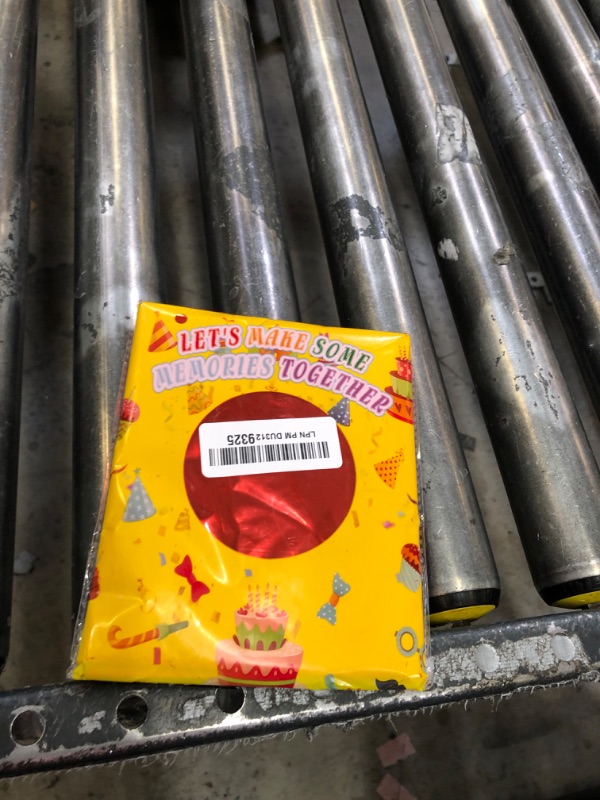 LET'S MAKE SOME
MEMORIES TOGETHER
LPN PM DU3129325